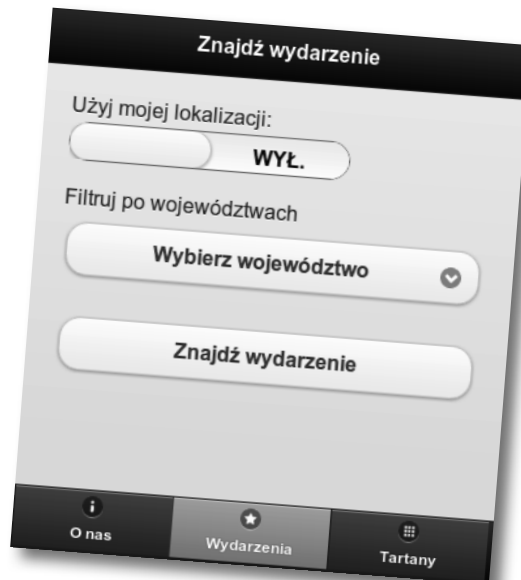 Znajdź wydarzenie
Użyj mojej lokalizacji:
WYŁ.
Filtruj po województwach
Wybierz województwo
Znajdź wydarzenie
O nas
Wydarzenia
Tartany